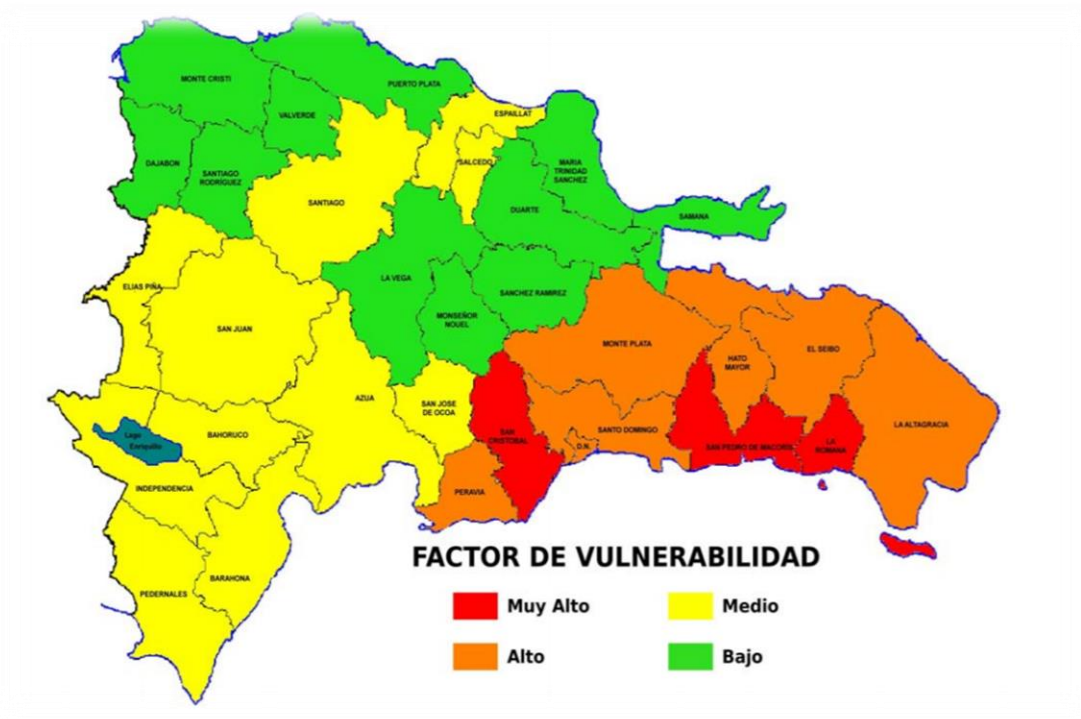 MONTE CRISTI
PUERTO PLATA
VALVERDE
ESPAILLAT
DAJABON
SANTIAGO
RODRÍGUEZ
SALCEDO
MARIA
TRINIDAD
SANCHEZ
SANTIAGO
DUARTE
SAMANA
ELIAS PIÑA
LA VEGA
SANCHEZ RAMIREZ
SAN JUAN
MONSEÑOR
NOUEL
MONTE PLATA
HATO
MAYOR
EL SEIBO
AZUA
SAN JOSE
DE OCOA
LA ALTAGRACIA
Lago
Enriquillo
BAHORUCO
SAN
CRISTOBAL
SANTO DOMINGO
D.N.
SAN PEDRO DE MACORIS
LA
ROMANA
INDEPENDENCIA
PERAVIA
BARAHONA
PEDERNALES
FACTOR DE VULNERABILIDAD
Muy Alto
Medio
Alto
Bajo